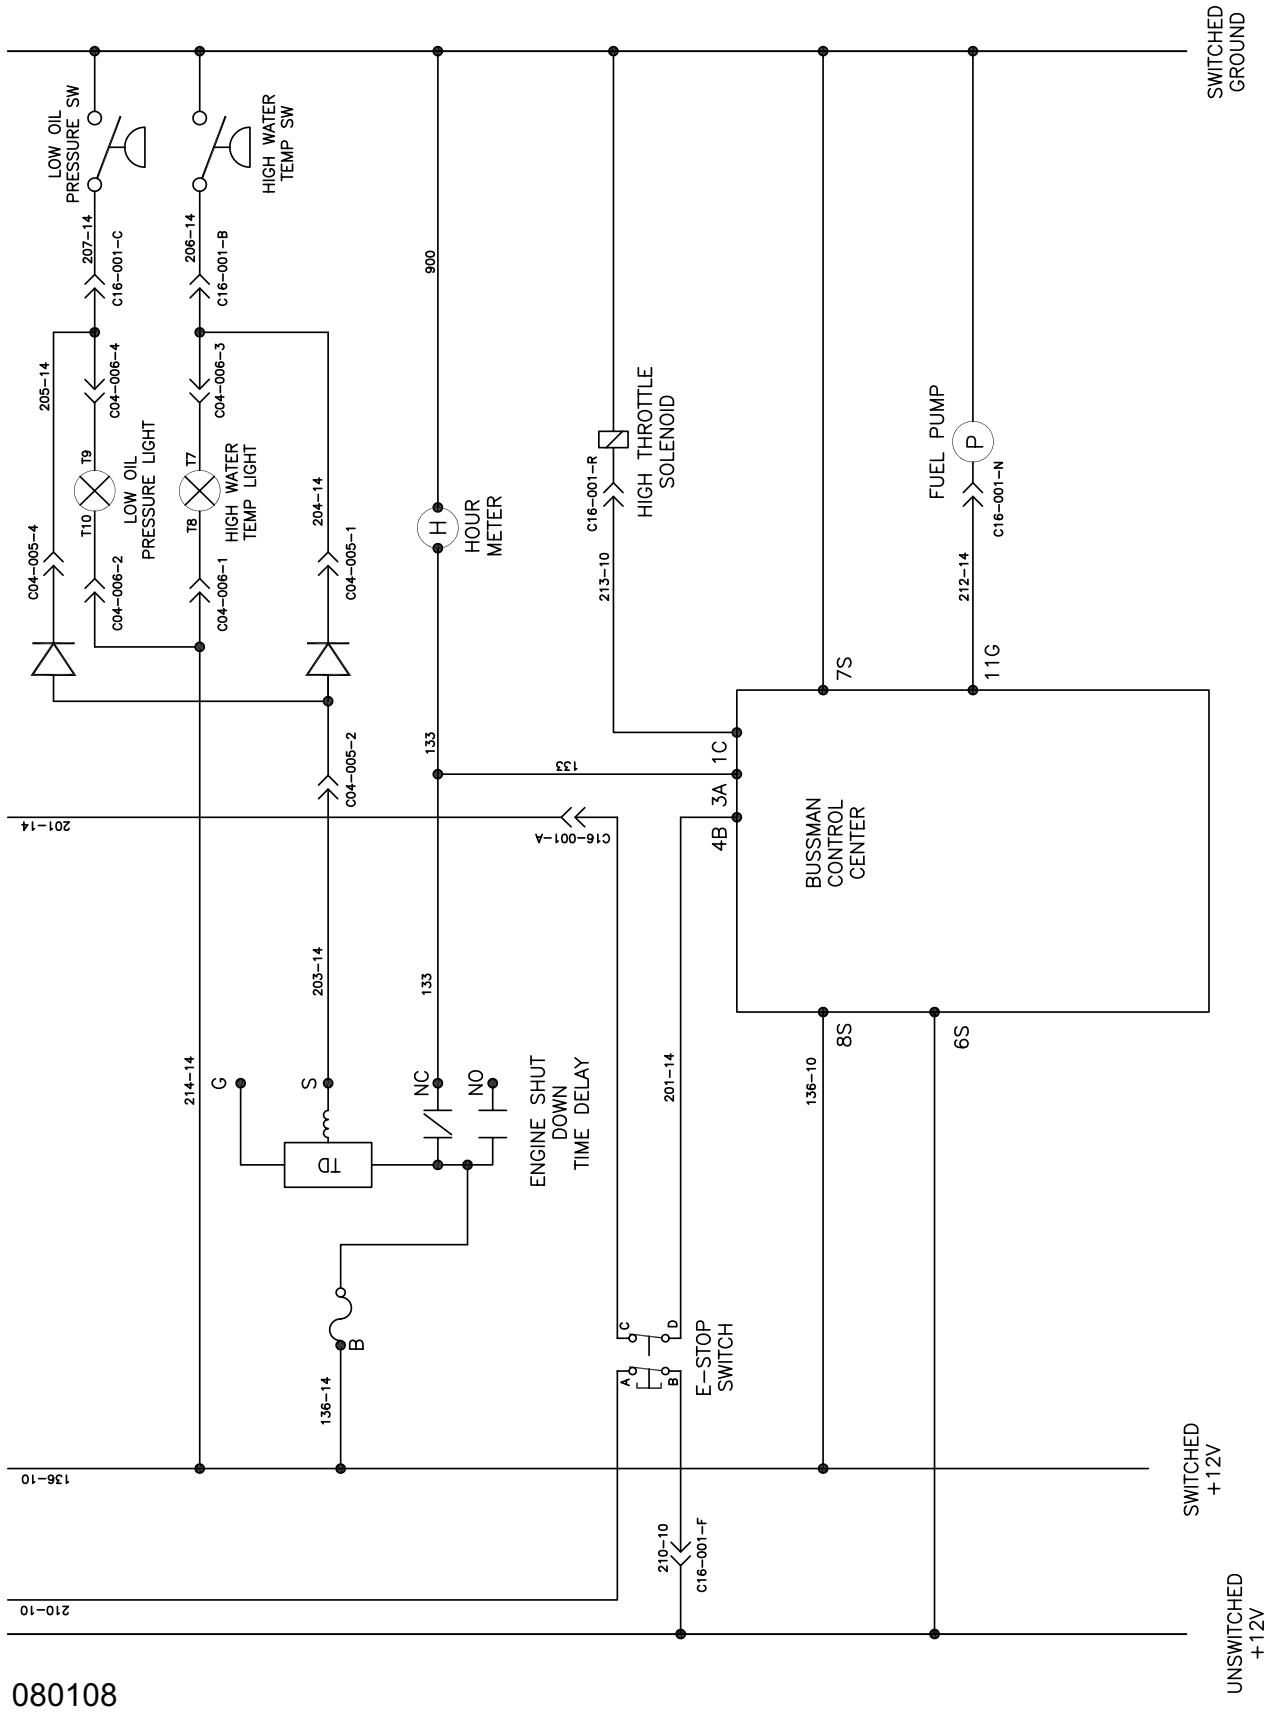 SWITCHED
GROUND
LOW OIL
PRESSURE SW
HIGH WATER
TEMP SW
207-14
C16-001-C
206-14
C16-001-B
900
205-14
C04-006-4
C04-006-3
T9
T10
LOW OIL
PRESSURE LIGHT
T7
T8
HIGH WATER
TEMP LIGHT
204-14
C04-005-4
C04-006-2
C04-006-1
C04-005-1
H
HOUR
METER
C16-001-R
HIGH THROTTLE
SOLENOID
213-10
FUEL PUMP
P
C16-001-N
212-14
7S
11G
133
133
1C
3A
4B
C04-005-2
201-14
C16-001-A
BUSSMAN
CONTROL
CENTER
203-14
133
8S
6S
214-14
G
S
NC
NO
TD
ENGINE SHUT
DOWN
TIME DELAY
201-14
136-10
B
136-14
C
D
A
B
E-STOP
SWITCH
136-10
SWITCHED
+12V
210-10
C16-001-F
210-10
UNSWITCHED
+12V
080108